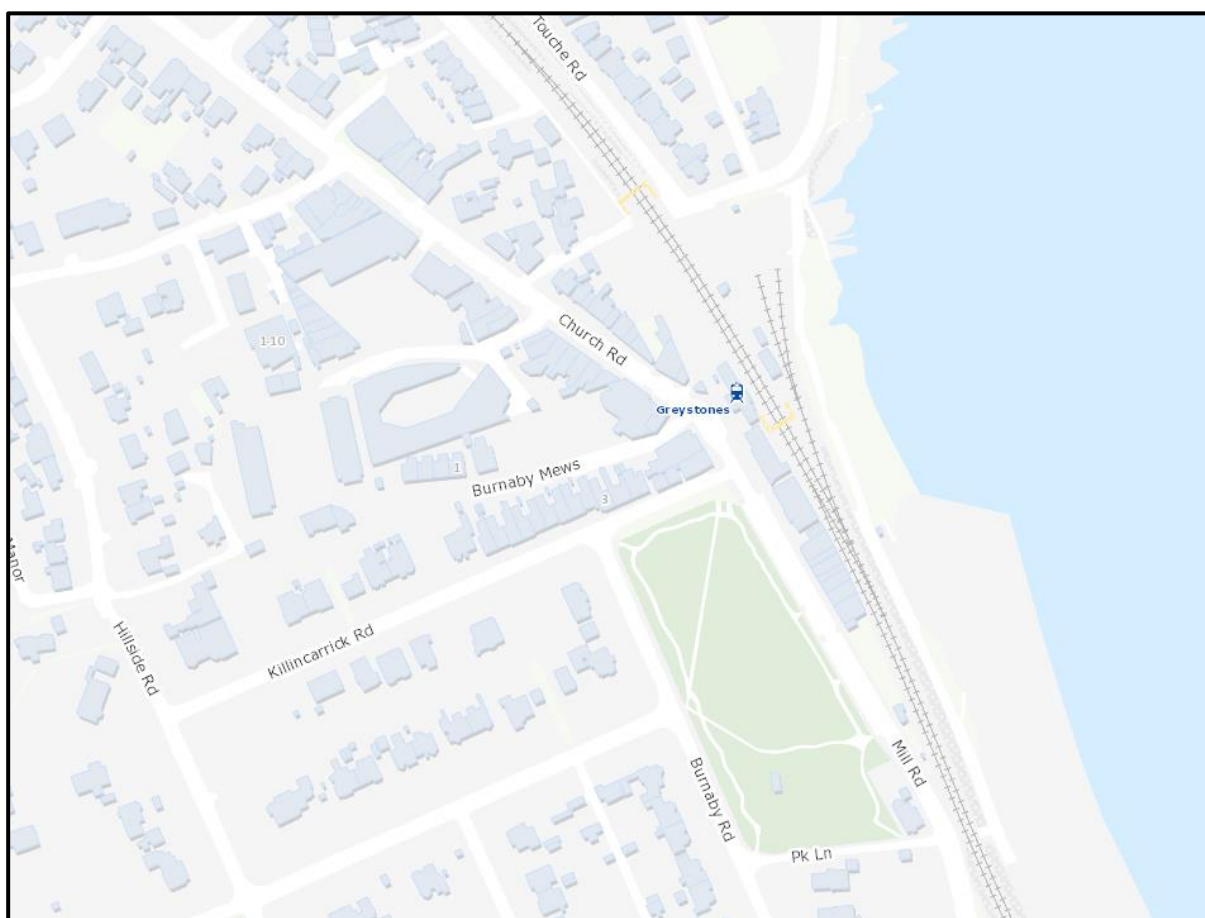 Touche Rd
1-10
Church Rd
Greystones
1
Burnaby Mews
3
Manor
Hillside Rd
Killincarrick Rd
Burnaby Rd
Mill Rd
Pk Ln